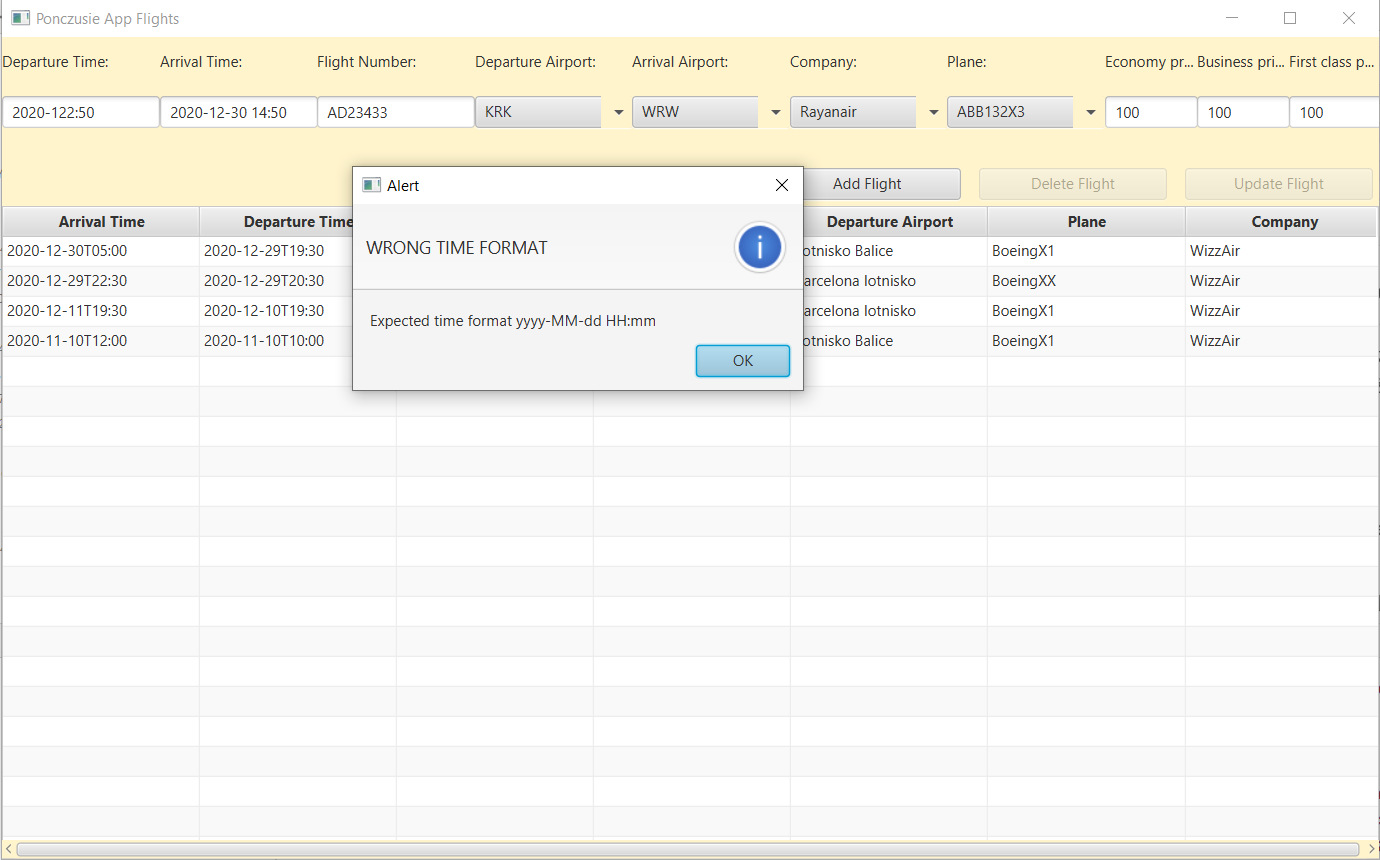 Ponczusie App Flights
Departure Time: Arrival Time: Flight Number: Departure Airport: Arrival Airport: Company: Plane: Economy pr... Business pri... First class p...
2020-122:50 2020-12-30 14:50 AD23433 KRK WRW Rayanair ABB132X3 100 100 100
Add Flight Delete Flight Update Flight
Alert
WRONG TIME FORMAT
Expected time format yyyy-MM-dd HH:mm
OK
Arrival Time Departure Time Departure Airport Plane Company
2020-12-30T05:00 2020-12-29T19:30 otnisko Balice BoeingX1 WizzAir
2020-12-29T22:30 2020-12-29T20:30 arcelona lotnisko BoeingXX WizzAir
2020-12-11T19:30 2020-12-10T19:30 arcelona lotnisko BoeingX1 WizzAir
2020-11-10T12:00 2020-11-10T10:00 otnisko Balice BoeingX1 WizzAir